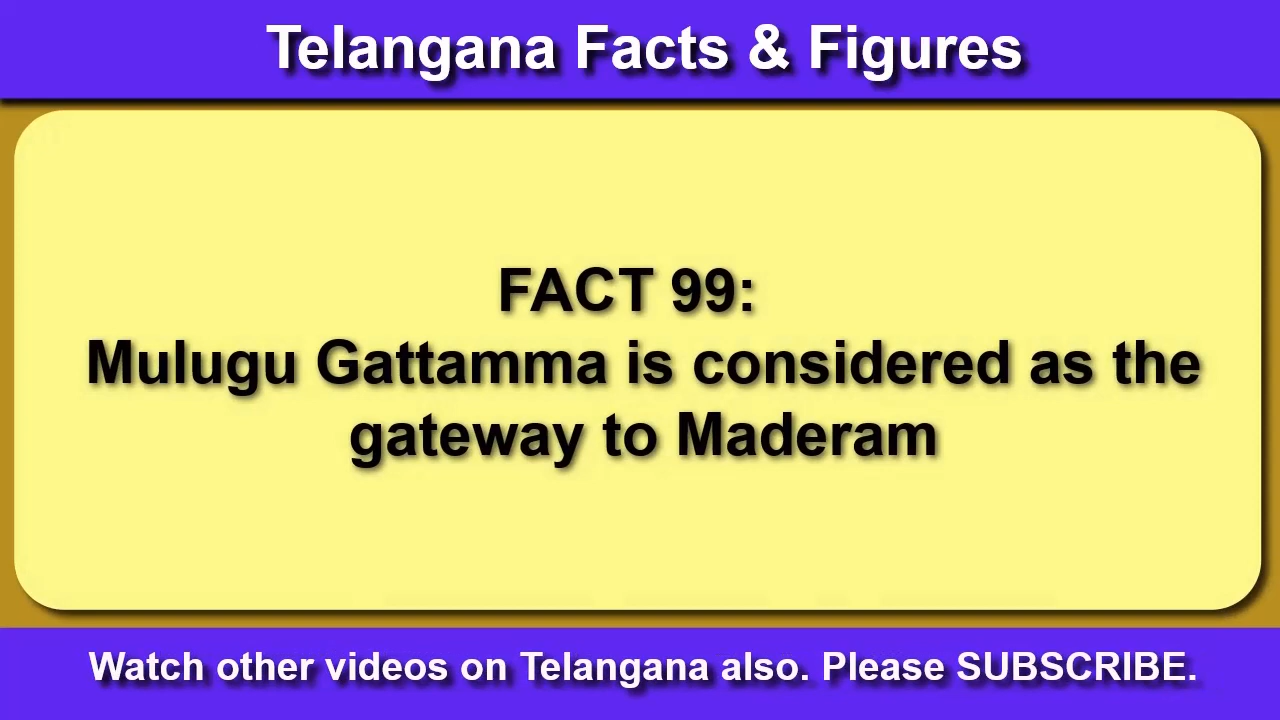 Telangana Facts & Figures
FACT 99:
Mulugu Gattamma is considered as the
gateway to Maderam
Watch other videos on Telangana also. Please SUBSCRIBE.